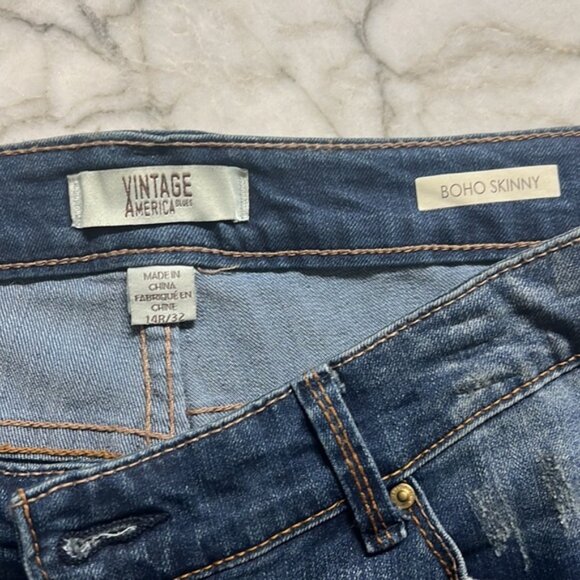 VINTAGE
AMERICA BLUES
BOHO SKINNY
MADE IN
CHINA
FABRIQUÉ EN
CHINE
14R/32